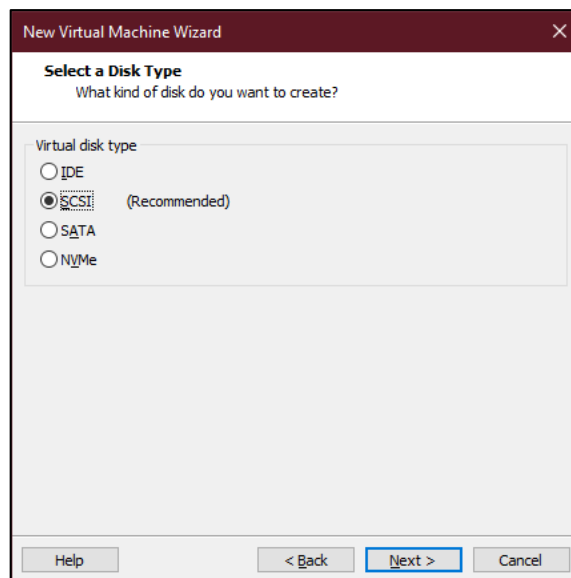 New Virtual Machine Wizard
Select a Disk Type
What kind of disk do you want to create?
Virtual disk type
IDE
SCSI (Recommended)
SATA
NVMe
Help < Back Next > Cancel